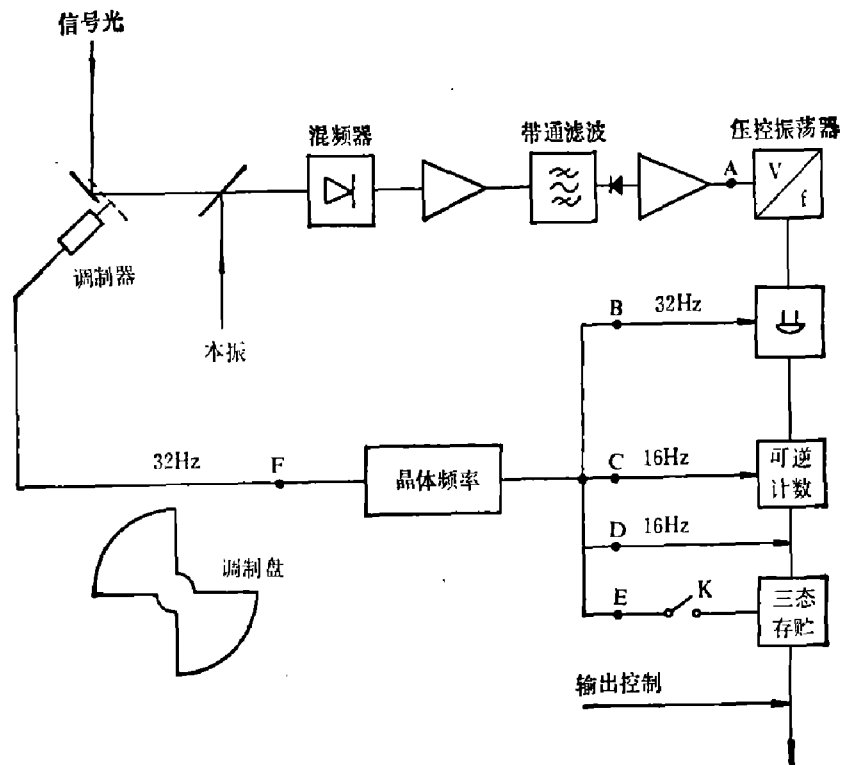 信号光
混频器
带通滤波
压控振荡器
A
V
f
调制器
本振
B
32Hz
32Hz
F
晶体频率
C
16Hz
可逆
计数
D
16Hz
调制盘
E
K
三态
存贮
输出控制